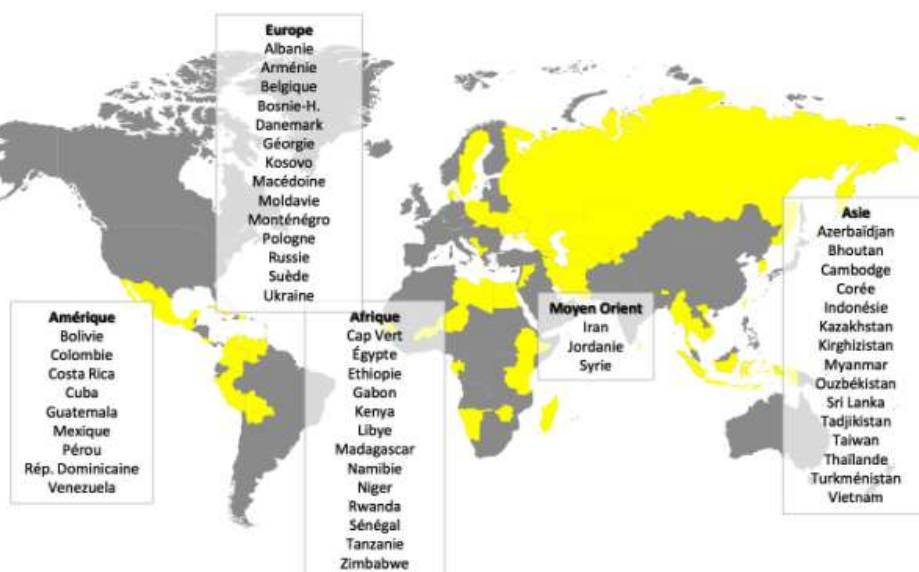 Europe
Albanie
Arménie
Belgique
Bosnie-H.
Danemark
Géorgie
Kosovo
Macédoine
Moldavie
Monténégro
Pologne
Russie
Suède
Ukraine
Amérique
Bolivie
Colombie
Costa Rica
Cuba
Guatemala
Mexique
Pérou
Rép. Dominicaine
Venezuela
Afrique
Cap Vert
Égypte
Ethiopie
Gabon
Kenya
Libye
Madagascar
Namibie
Niger
Rwanda
Sénégal
Tanzanie
Zimbabwe
Moyen Orient
Iran
Jordanie
Syrie
Asie
Azerbaïdjan
Bhoutan
Cambodge
Corée
Indonésie
Kazakhstan
Kirghizistan
Myanmar
Ouzbékistan
Sri Lanka
Tadjikistan
Taiwan
Thaïlande
Turkménistan
Vietnam